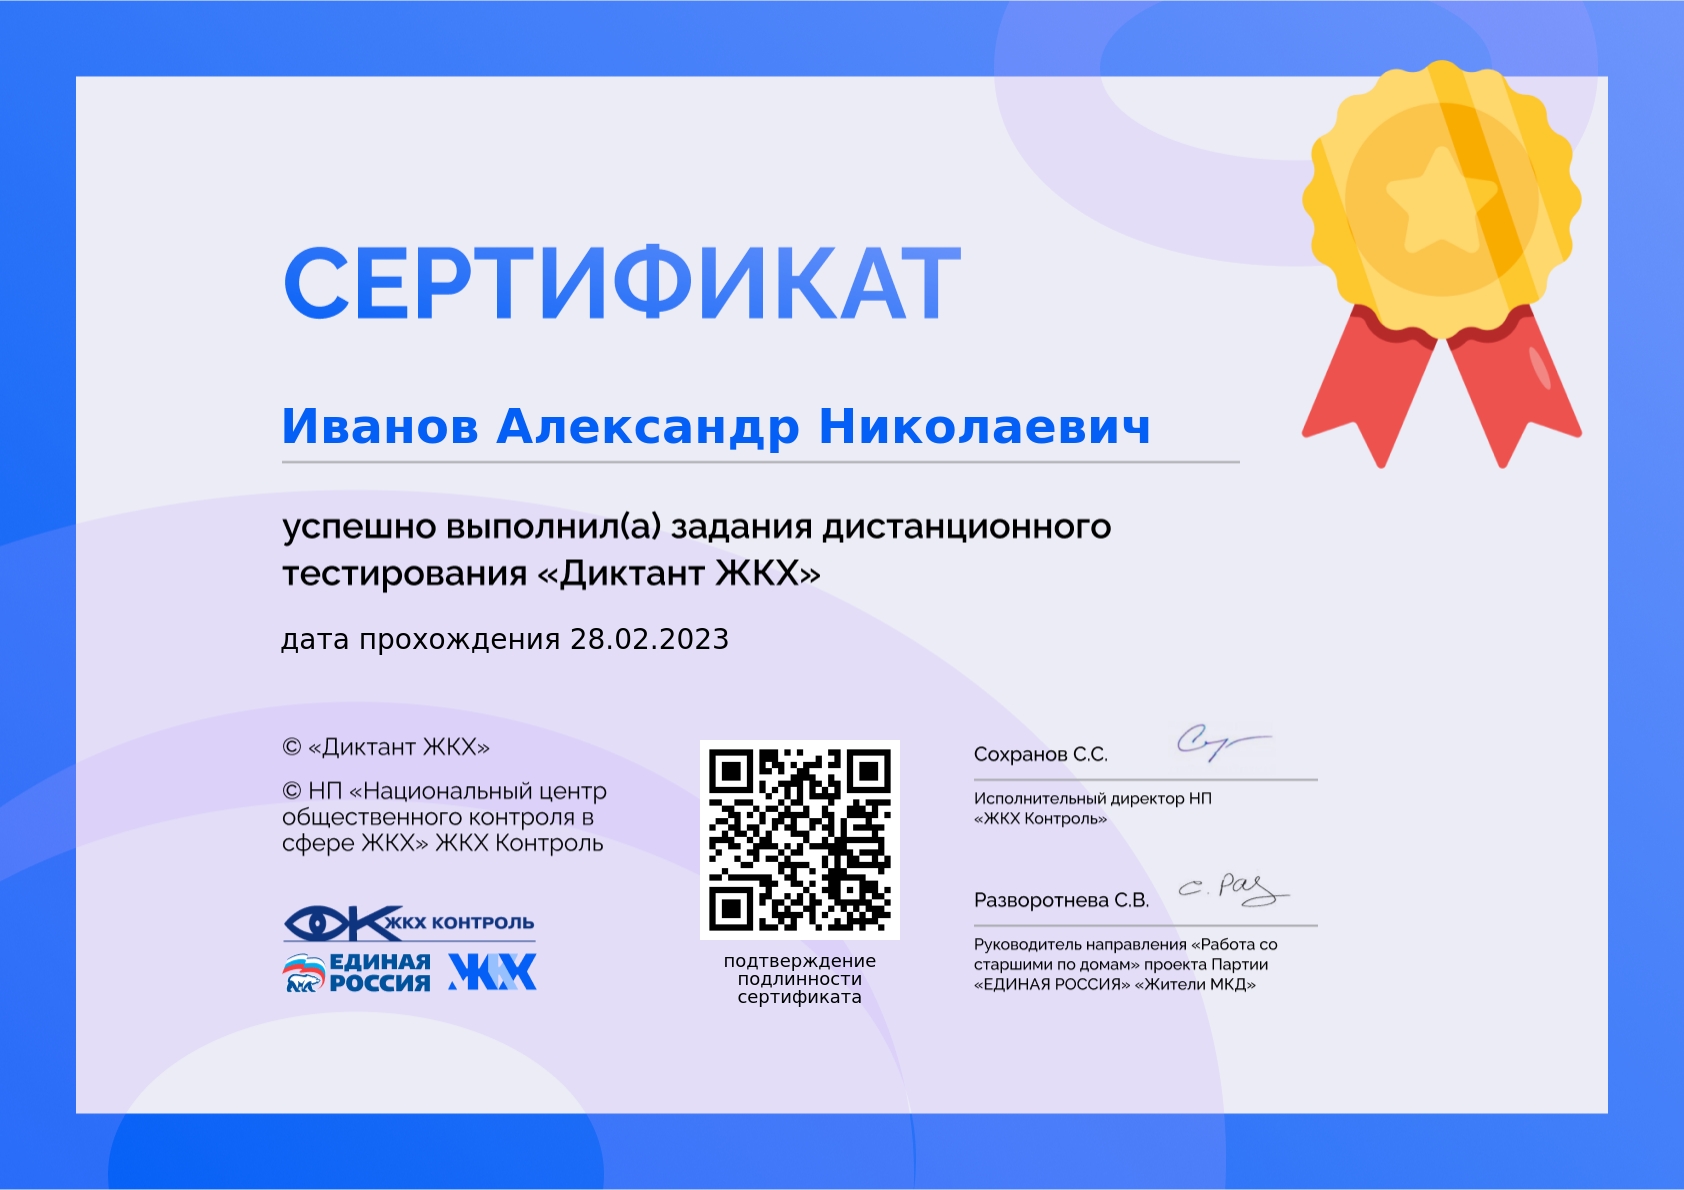 СЕРТИФИКАТ
Иванов Александр Николаевич
успешно выполнил(а) задания дистанционного
тестирования «Диктант ЖКХ»
дата прохождения 28.02.2023
© «Диктант ЖКХ»
© НП «Национальный центр
общественного контроля в
сфере ЖКХ» ЖКХ Контроль
ЖКХ КОНТРОЛЬ
ЕДИНАЯ
РОССИЯ
ЖКХ
подтверждение
подлинности
сертификата
Сохранов С.С.
Исполнительный директор НП
«ЖКХ Контроль»
Разворотнева С.В.
С. Раз
Руководитель направления «Работа со
старшими по домам» проекта Партии
«ЕДИНАЯ РОССИЯ» «Жители МКД»